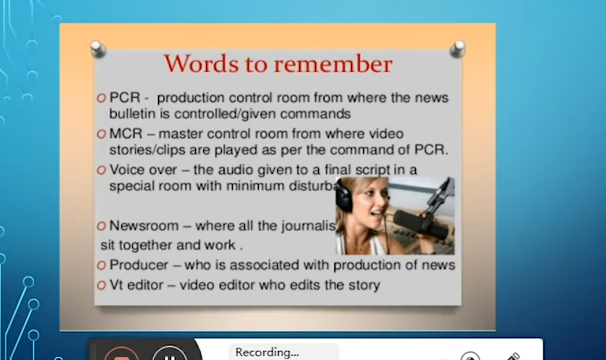 Words to remember
PCR - production control room from where the news
bulletin is controlled/given commands
MCR – master control room from where video
stories/clips are played as per the command of PCR.
Voice over – the audio given to a final script in a
special room with minimum
Newsroom – where all the
sit together and work .
Producer – who is associated with production of news
Vt editor – video editor who edits the story
Recording...